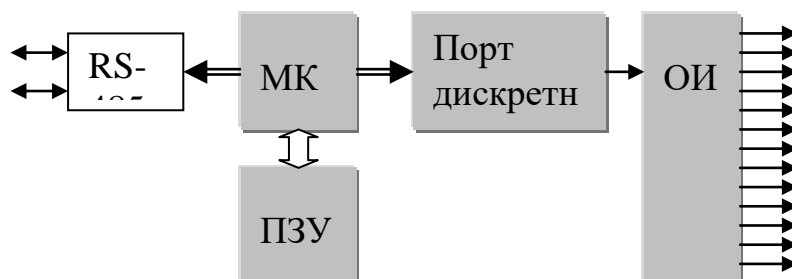 RS-
МК
Порт
дискретн
ОИ
ПЗУ